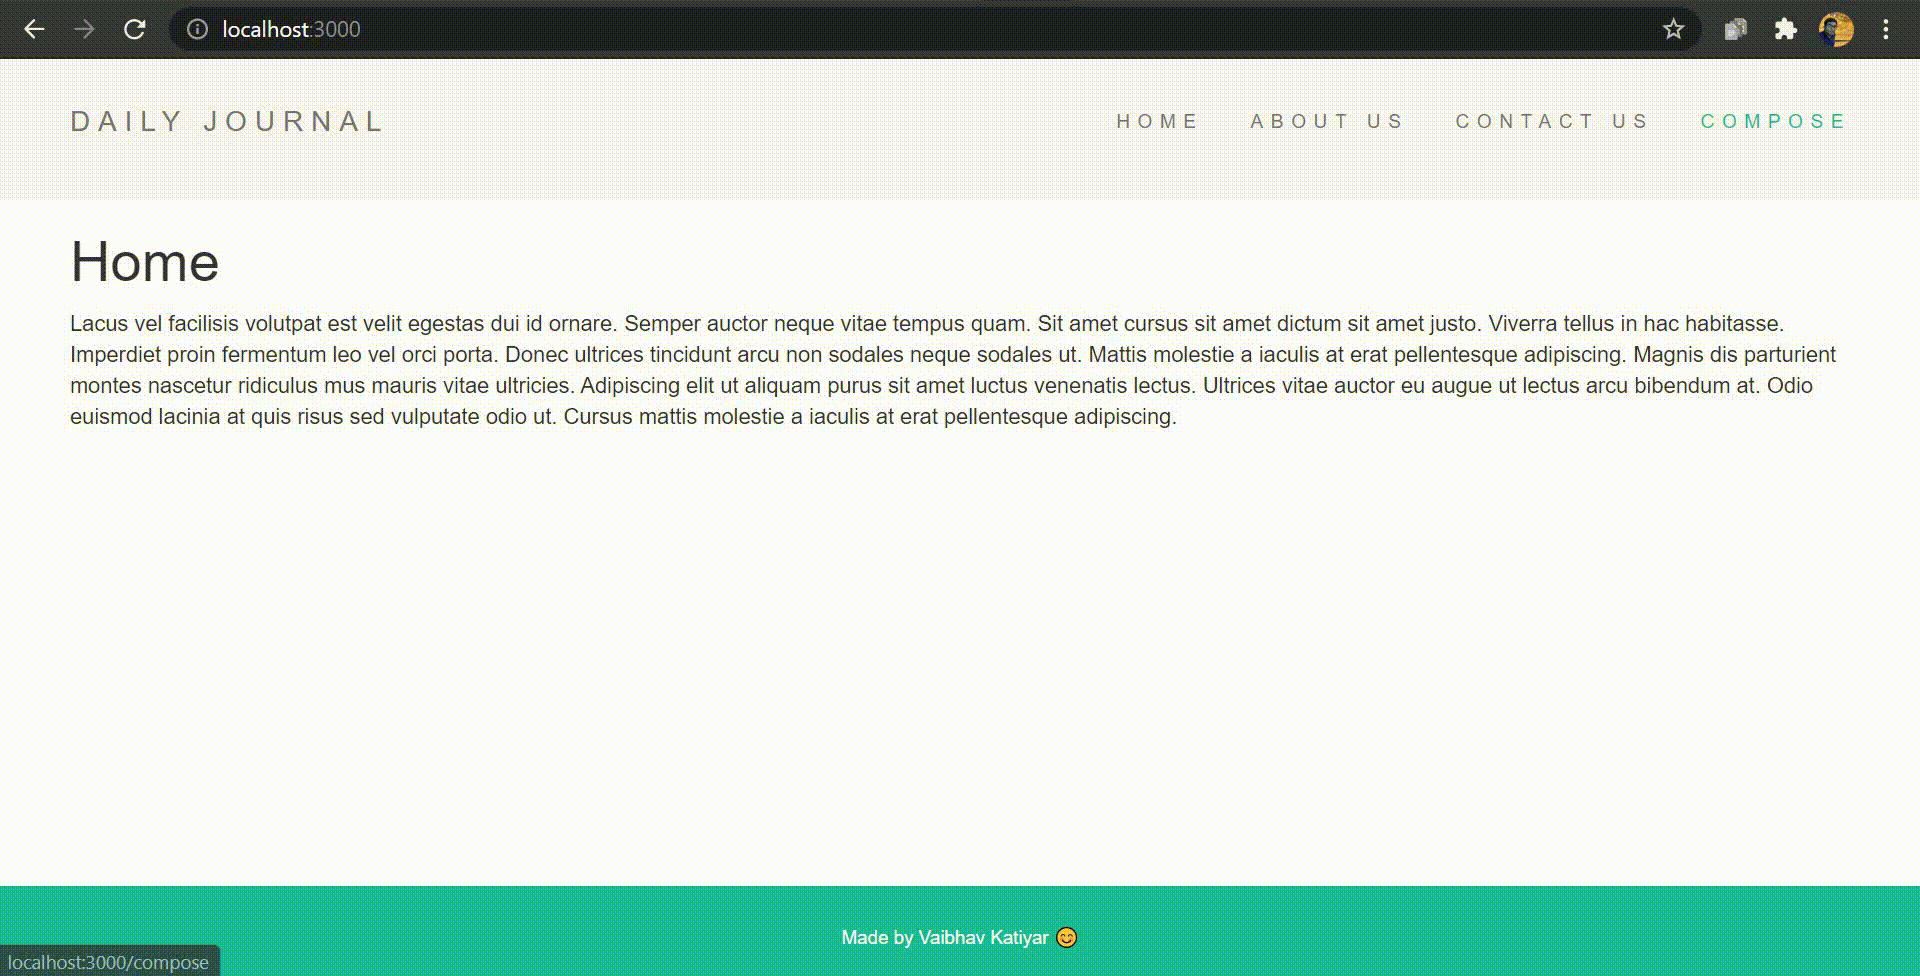 localhost:3000
DAILY JOURNAL
HOME ABOUT US CONTACT US COMPOSE
Home
Lacus vel facilisis volutpat est velit egestas dui id ornare. Semper auctor neque vitae tempus quam. Sit amet cursus sit amet dictum sit amet justo. Viverra tellus in hac habitasse.
Imperdiet proin fermentum leo vel orci porta. Donec ultrices tincidunt arcu non sodales neque sodales ut. Mattis molestie a iaculis at erat pellentesque adipiscing. Magnis dis parturient
montes nascetur ridiculus mus mauris vitae ultricies. Adipiscing elit ut aliquam purus sit amet luctus venenatis lectus. Ultrices vitae auctor eu augue ut lectus arcu bibendum at. Odio
euismod lacinia at quis risus sed vulputate odio ut. Cursus mattis molestie a iaculis at erat pellentesque adipiscing.
Made by Vaibhav Katiyar 😊
localhost:3000/compose